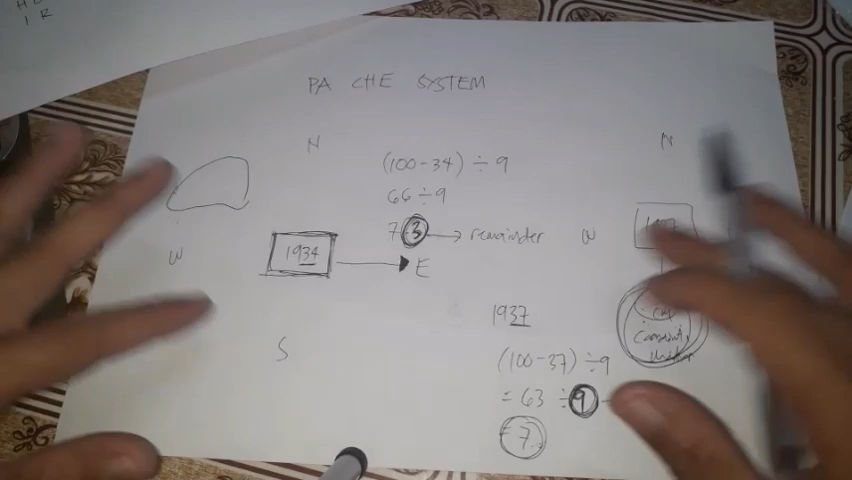 I R
PA CHE SYSTEM
N
N
(100-34) ÷ 9
66 ÷ 9
7 3 → remainder
W
W
1934 → E
S
1937
(100-37) ÷ 9
= 63 ÷ 9
= 7